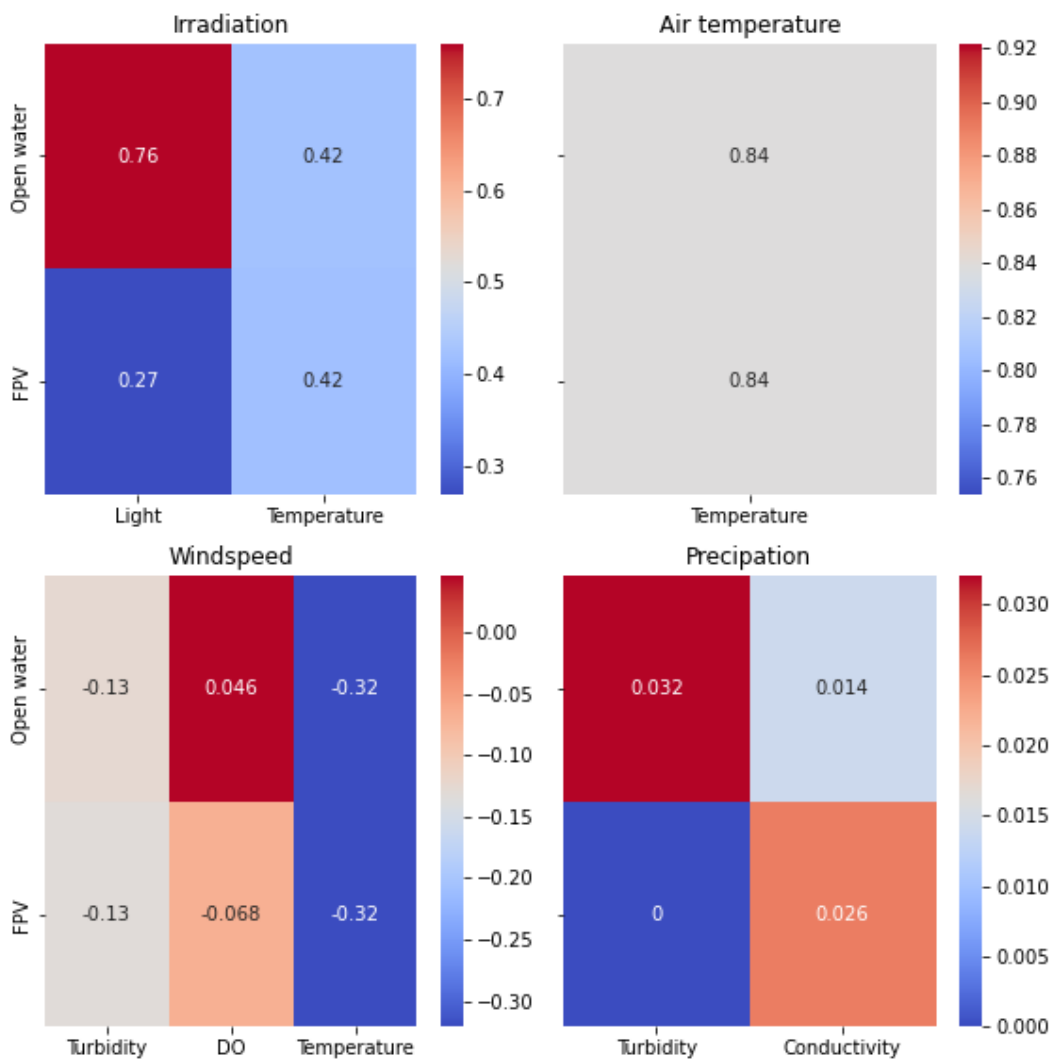 Irradiation
Open water
FPV
0.76
0.42
0.27
0.42
Light
Temperature
0.7
0.6
0.5
0.4
0.3
Air temperature
0.84
0.84
Temperature
0.92
0.90
0.88
0.86
0.84
0.82
0.80
0.78
0.76
Windspeed
Open water
FPV
-0.13
0.046
-0.32
-0.13
-0.068
-0.32
Turbidity
DO
Temperature
0.00
−0.05
−0.10
−0.15
−0.20
−0.25
−0.30
Precipation
0.032
0.014
0
0.026
Turbidity
Conductivity
0.030
0.025
0.020
0.015
0.010
0.005
0.000